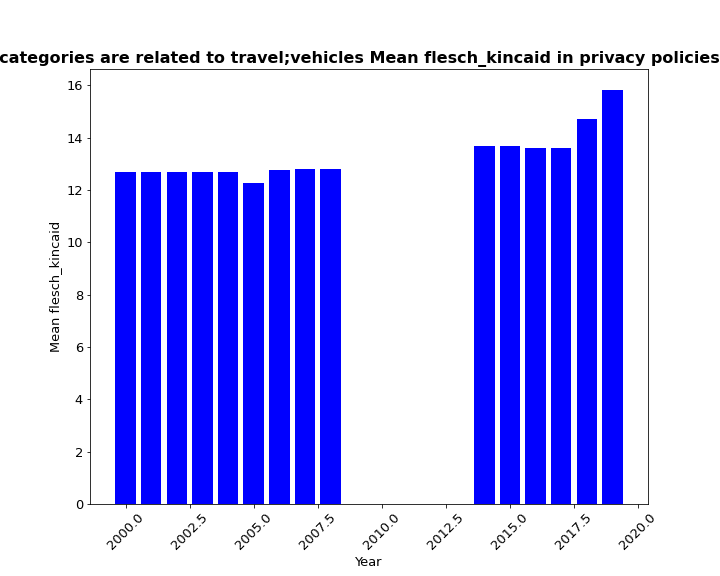 categories are related to travel;vehicles Mean flesch_kincaid in privacy policies
16
14
12
10
8
6
4
2
0
Mean flesch_kincaid
2000.0 2002.5 2005.0 2007.5 2010.0 2012.5 2015.0 2017.5 2020.0
Year